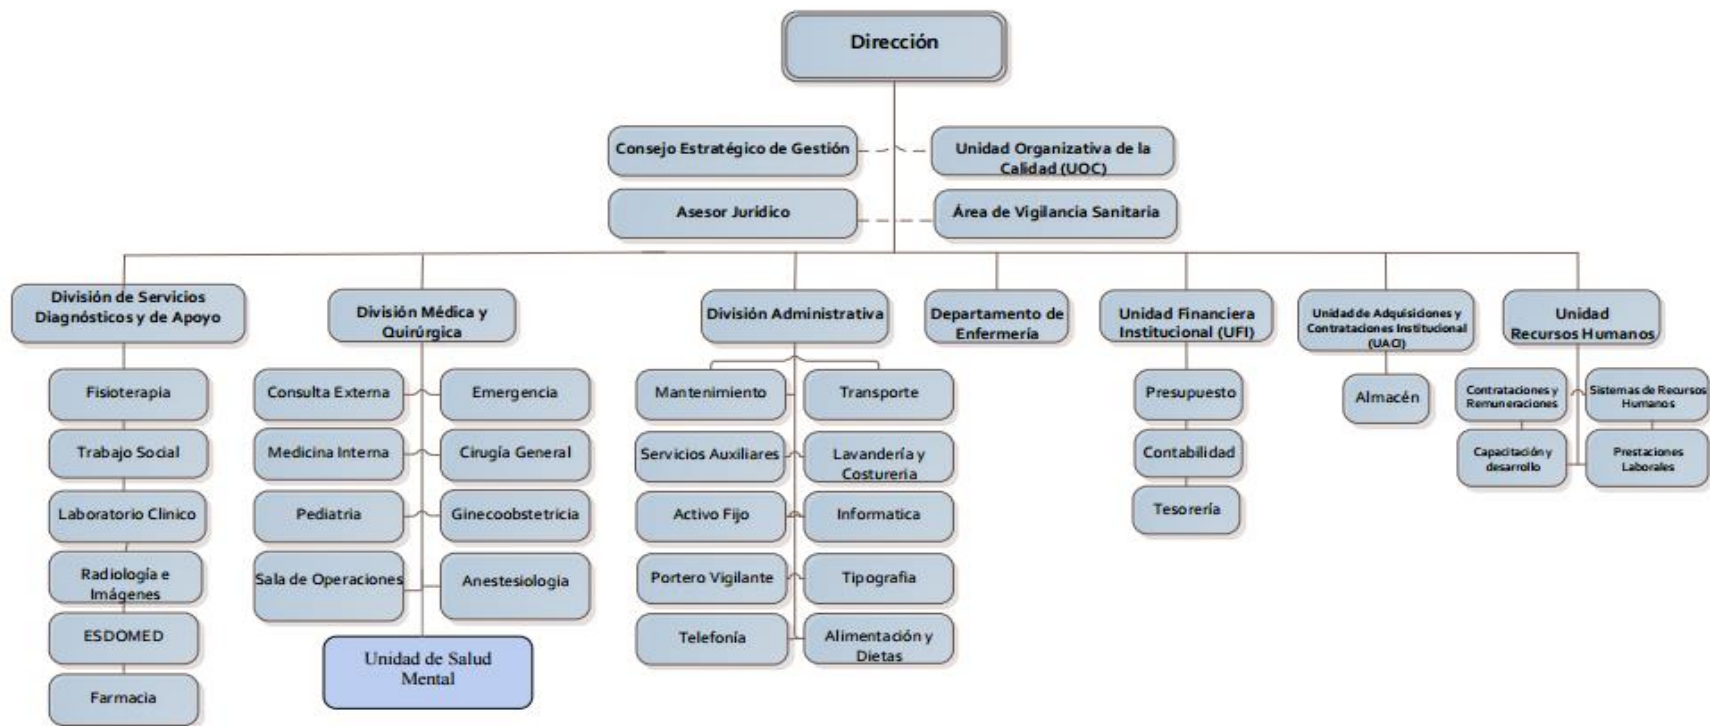 Dirección
Consejo Estratégico de Gestión
Unidad Organizativa de la
Calidad (UOC)
Asesor Jurídico
Área de Vigilancia Sanitaria
División de Servicios
Diagnósticos y de Apoyo
División Médica y
Quirúrgica
División Administrativa
Departamento de
Enfermería
Unidad Financiera
Institucional (UFI)
Unidad de Adquisiciones y
Contrataciones Institucional
(UACI)
Unidad
Recursos Humanos
Fisioterapia
Trabajo Social
Laboratorio Clinico
Radiología e
Imágenes
ESDOMED
Farmacia
Consulta Externa
Emergencia
Medicina Interna
Cirugía General
Pediatria
Ginecoobstetricia
Sala de Operaciones
Anestesiologia
Unidad de Salud
Mental
Mantenimiento
Transporte
Servicios Auxiliares
Lavandería y
Costureria
Activo Fijo
Informatica
Portero Vigilante
Tipografia
Telefonía
Alimentación y
Dietas
Presupuesto
Contabilidad
Tesorería
Almacén
Contrataciones y
Remuneraciones
Sistemas de Recursos
Humanos
Capacitación y
desarrollo
Prestaciones
Laborales